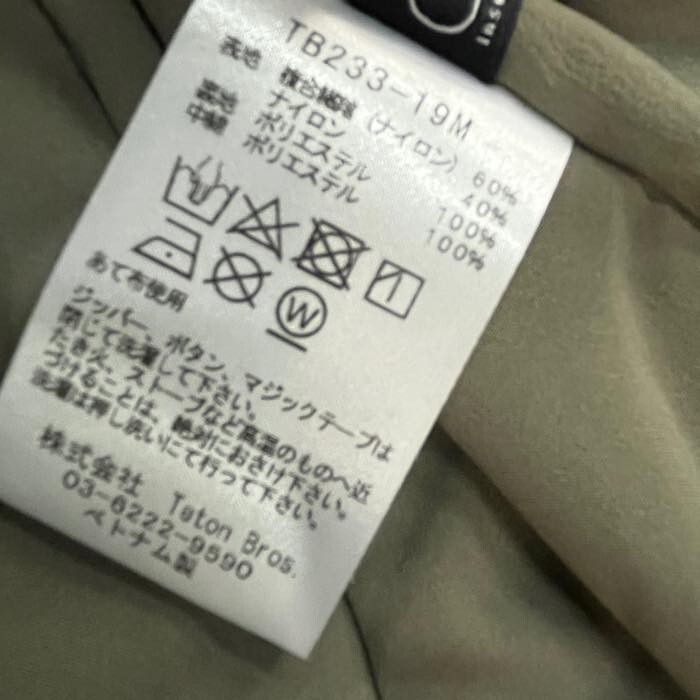 inse
TB233-19M
表地 複合繊維 (ナイロン) 60%
ナイロン 40%
裏地 ポリエステル 100%
中綿 ポリエステル 100%
W
あて布使用
ジッパー、ボタン、マジックテープは
閉じて洗濯して下さい。
たき火、ストーブなど高温のものへ近
づけることは、絶対におさけ下さい。
洗濯は押し洗いにて行って下さい。
株式会社 Teton Bros.
03-6222-9590
ベトナム製